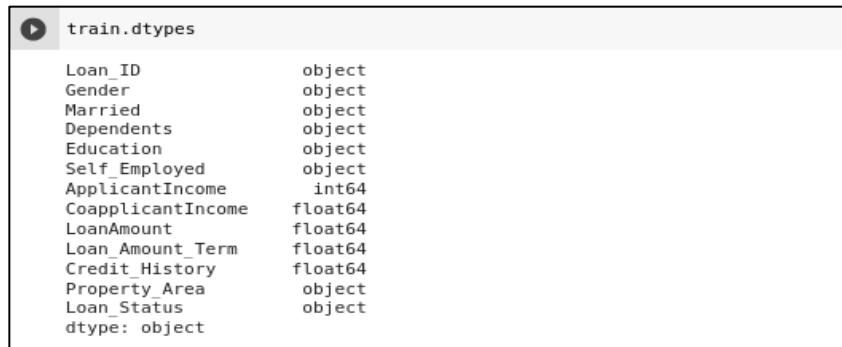 train.dtypes
Loan_ID object
Gender object
Married object
Dependents object
Education object
Self_Employed object
ApplicantIncome int64
CoapplicantIncome float64
LoanAmount float64
Loan_Amount_Term float64
Credit_History float64
Property_Area object
Loan_Status object
dtype: object